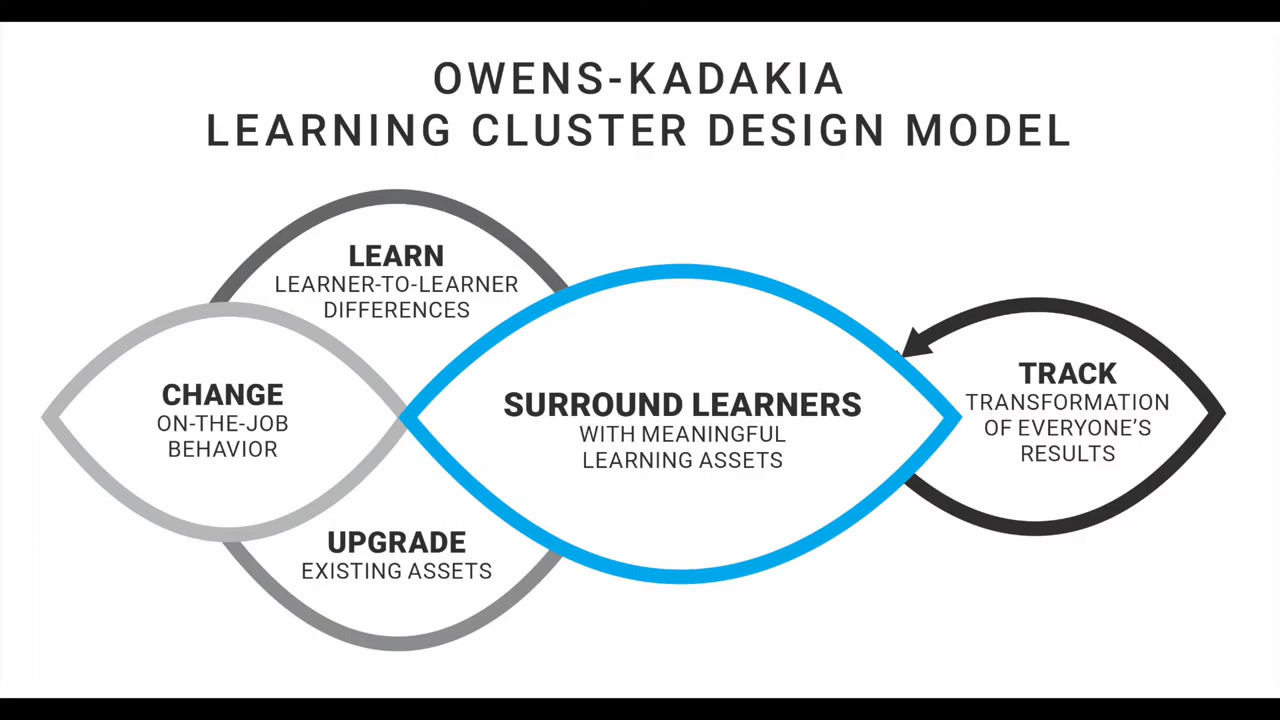 OWENS-KADAKIA
LEARNING CLUSTER DESIGN MODEL
LEARN
LEARNER-TO-LEARNER
DIFFERENCES
CHANGE
ON-THE-JOB
BEHAVIOR
SURROUND LEARNERS
WITH MEANINGFUL
LEARNING ASSETS
TRACK
TRANSFORMATION
OF EVERYONE’S
RESULTS
UPGRADE
EXISTING ASSETS